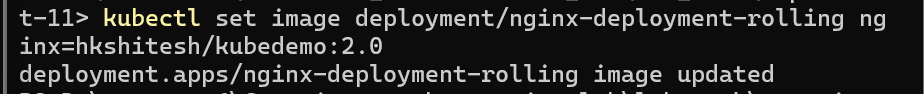 t-11> kubectl set image deployment/nginx-deployment-rolling ng
inx=hkshitesh/kubedemo:2.0
deployment.apps/nginx-deployment-rolling image updated